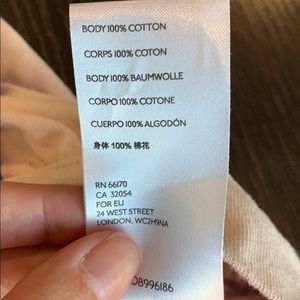 BODY 100% COTTON
CORPS 100% COTON
BODY 100% BAUMWOLLE
CORPO 100% COTONE
CUERPO 100% ALGODÓN
身体 100% 棉花
RN 66170
CA 32054
FOR EU
24 WEST STREET
LONDON, WC2H9NA
DB996186